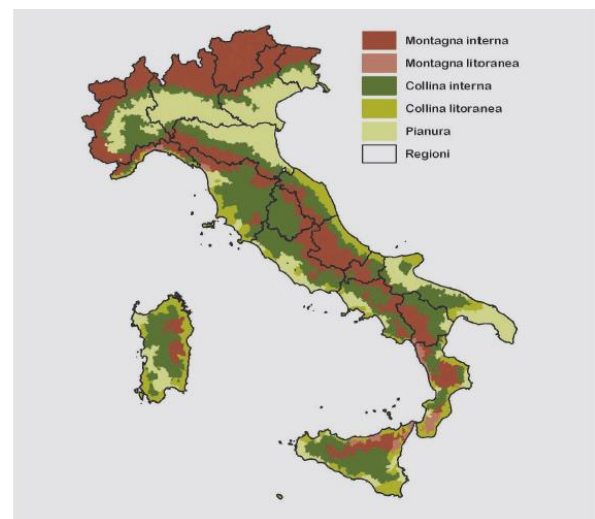 Montagna interna
Montagna litoranea
Collina interna
Collina litoranea
Pianura
Regioni